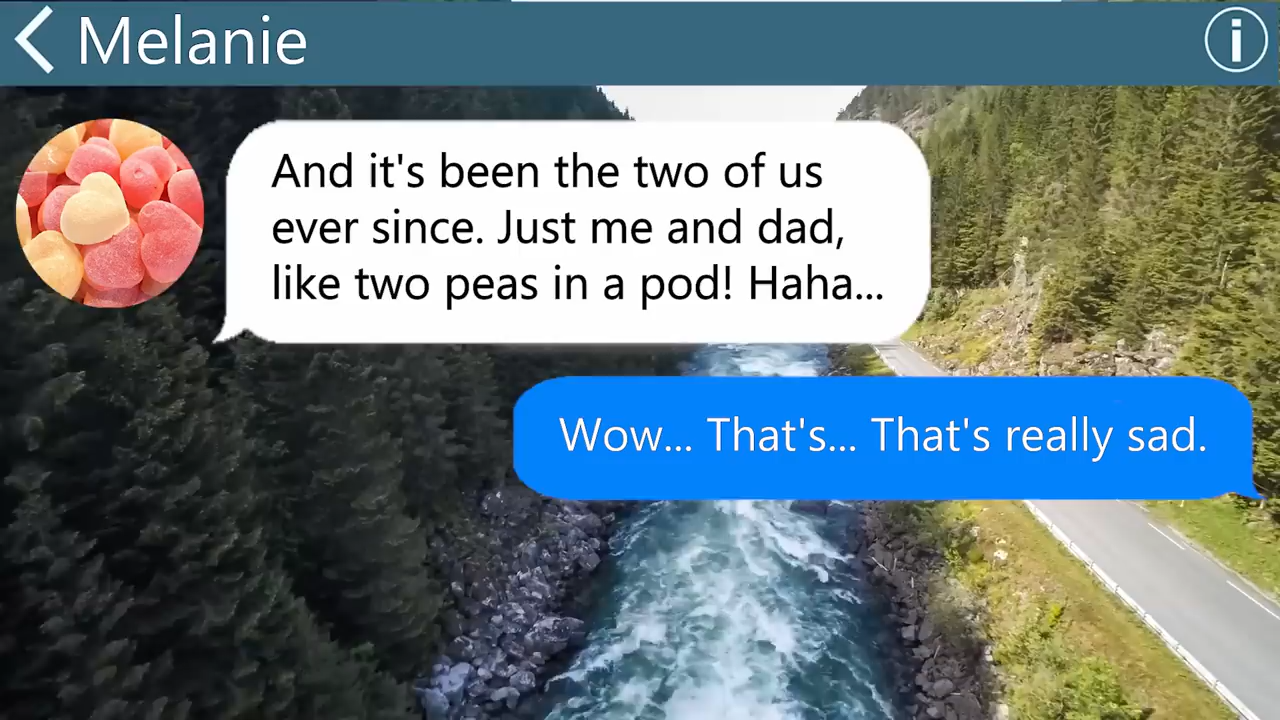 Melanie
And it's been the two of us
ever since. Just me and dad,
like two peas in a pod! Haha...
Wow... That's... That's really sad.